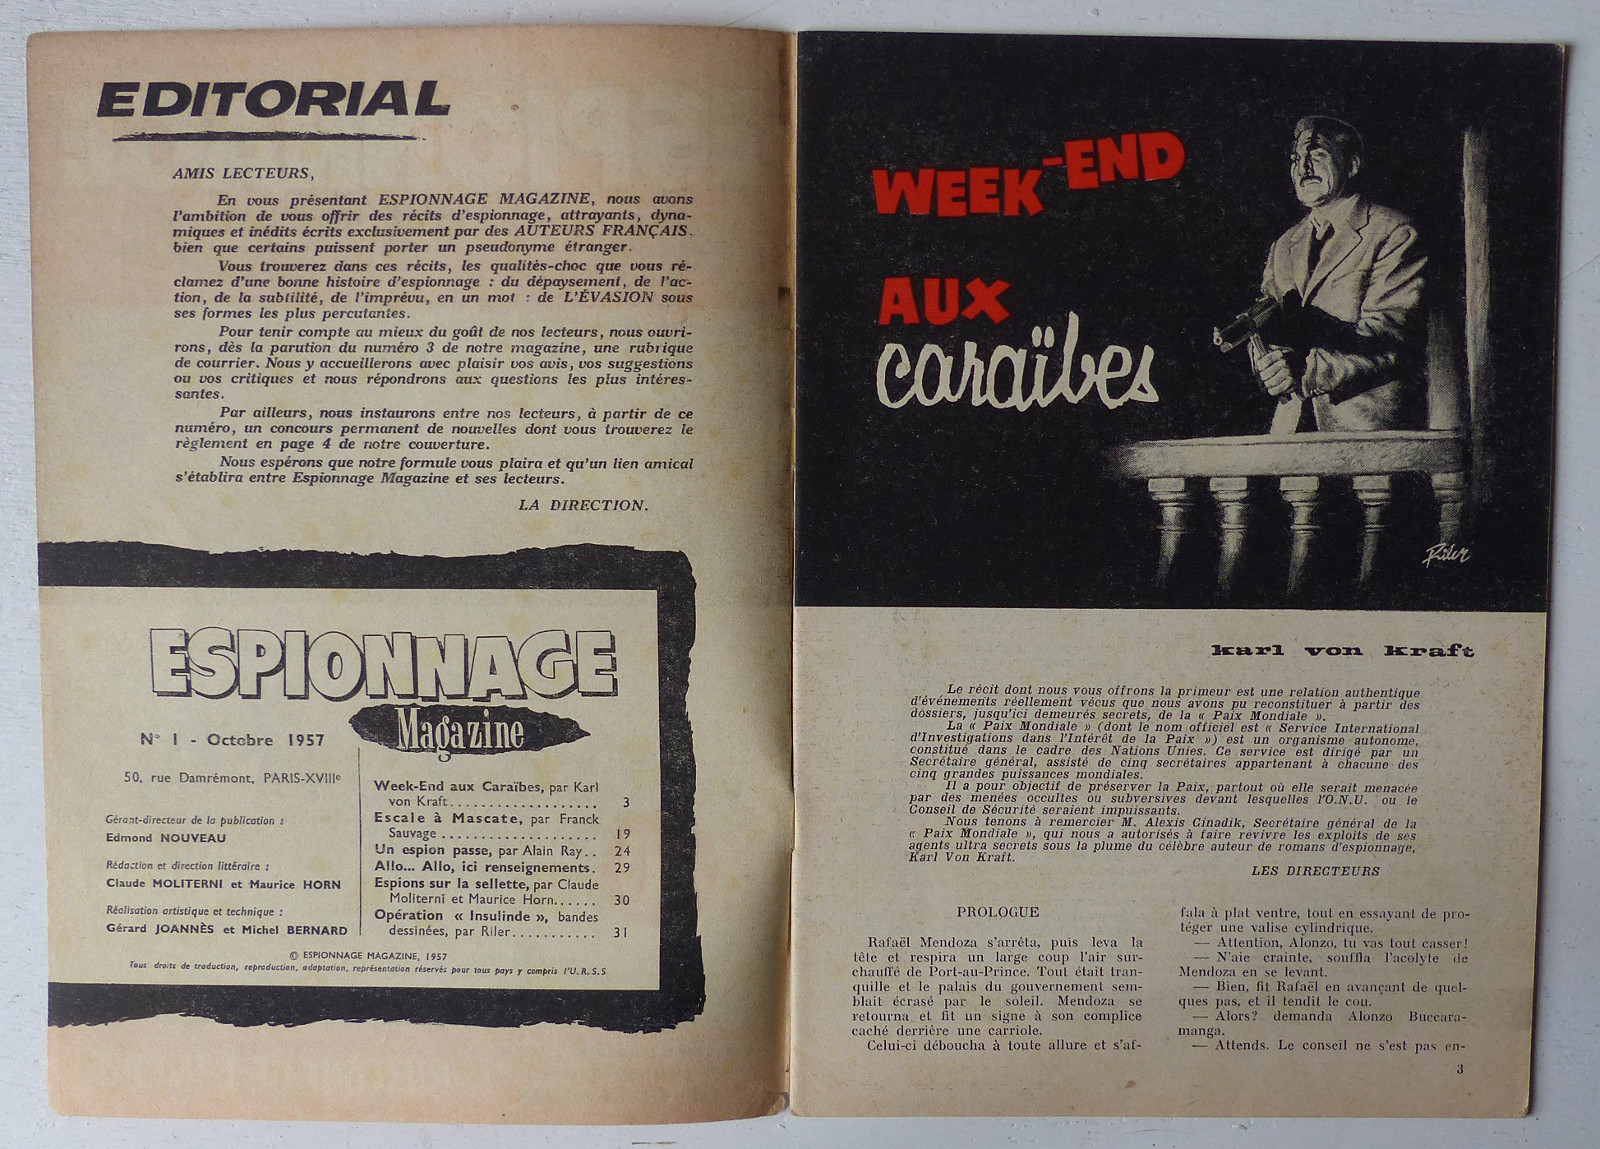 EDITORIAL
AMIS LECTEURS,
En vous présentant ESPIONNAGE MAGAZINE, nous avons
l'ambition de vous offrir des récits d'espionnage, attrayants, dyna-
miques et inédits écrits exclusivement par des AUTEURS FRANÇAIS,
bien que certains puissent porter un pseudonyme étranger.
Vous trouverez dans ces récits, les qualités-choc que vous ré-
clamez d'une bonne histoire d'espionnage : du dépaysement, de l'ac-
tion, de la subtilité, de l'imprévu, en un mot : de L'ÉVASION sous
ses formes les plus percutantes.
Pour tenir compte au mieux du goût de nos lecteurs, nous ouvri-
rons, dès la parution du numéro 3 de notre magazine, une rubrique
de courrier. Nous y accueillerons avec plaisir vos avis, vos suggestions
ou vos critiques et nous répondrons aux questions les plus intéres-
santes.
Par ailleurs, nous instaurons entre nos lecteurs, à partir de ce
numéro, un concours permanent de nouvelles dont vous trouverez le
règlement en page 4 de notre couverture.
Nous espérons que notre formule vous plaira et qu'un lien amical
s'établira entre Espionnage Magazine et ses lecteurs.
LA DIRECTION.
ESPIONNAGE
Magazine
N° 1 - Octobre 1957
50, rue Damrémont, PARIS-XVIIIe
Gérant-directeur de la publication :
Edmond NOUVEAU
Rédaction et direction littéraire :
Claude MOLITERNI et Maurice HORN
Réalisation artistique et technique :
Gérard JOANNÈS et Michel BERNARD
Week-End aux Caraïbes, par Karl
von Kraft................... 3
Escale à Mascate, par Franck
Sauvage .................... 19
Un espion passe, par Alain Ray.. 24
Allo... Allo, ici renseignements. 29
Espions sur la sellette, par Claude
Moliterni et Maurice Horn...... 30
Opération « Insulinde », bandes
dessinées, par Riler........... 31
© ESPIONNAGE MAGAZINE, 1957
Tous droits de traduction, reproduction, adaptation, représentation réservés pour tous pays y compris l'U.R.S.S.
WEEK-END
AUX
caraïbes
Riler
karl von kraft
Le récit dont nous vous offrons la primeur est une relation authentique
d'événements réellement vécus que nous avons pu reconstituer à partir des
dossiers, jusqu'ici demeurés secrets, de la « Paix Mondiale ».
La « Paix Mondiale » (dont le nom officiel est « Service International
d'Investigations dans l'Intérêt de la Paix ») est un organisme autonome,
constitué dans le cadre des Nations Unies. Ce service est dirigé par un
Secrétaire général, assisté de cinq secrétaires appartenant à chacune des
cinq grandes puissances mondiales.
Il a pour objectif de préserver la Paix, partout où elle serait menacée
par des menées occultes ou subversives devant lesquelles l'O.N.U. ou le
Conseil de Sécurité seraient impuissants.
Nous tenons à remercier M. Alexis Cinadik, Secrétaire général de la
« Paix Mondiale », qui nous a autorisés à faire revivre les exploits de ses
agents ultra secrets sous la plume du célèbre auteur de romans d'espionnage,
Karl Von Kraft.
LES DIRECTEURS
PROLOGUE
Rafaël Mendoza s'arrêta, puis leva la
tête et respira un large coup l'air sur-
chauffé de Port-au-Prince. Tout était tran-
quille et le palais du gouvernement sem-
blait écrasé par le soleil. Mendoza se
retourna et fit un signe à son complice
caché derrière une carriole.
Celui-ci déboucha à toute allure et s'af-
fala à plat ventre, tout en essayant de pro-
téger une valise cylindrique.
— Attention, Alonzo, tu vas tout casser!
— N'aie crainte, souffla l'acolyte de
Mendoza en se levant.
— Bien, fit Rafaël en avançant de quel-
ques pas, et il tendit le cou.
— Alors? demanda Alonzo Buccara-
manga.
— Attends. Le conseil ne s'est pas en-
3